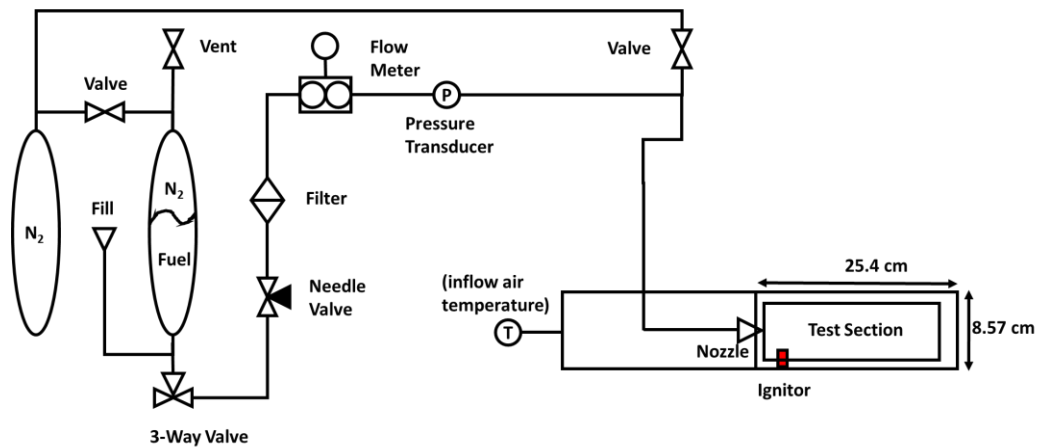 Vent
Valve
Flow
Meter
Valve
P
Pressure
Transducer
N₂
Fill
N₂
Fuel
Filter
Needle
Valve
3-Way Valve
(inflow air
temperature)
T
25.4 cm
8.57 cm
Test Section
Nozzle
Ignitor